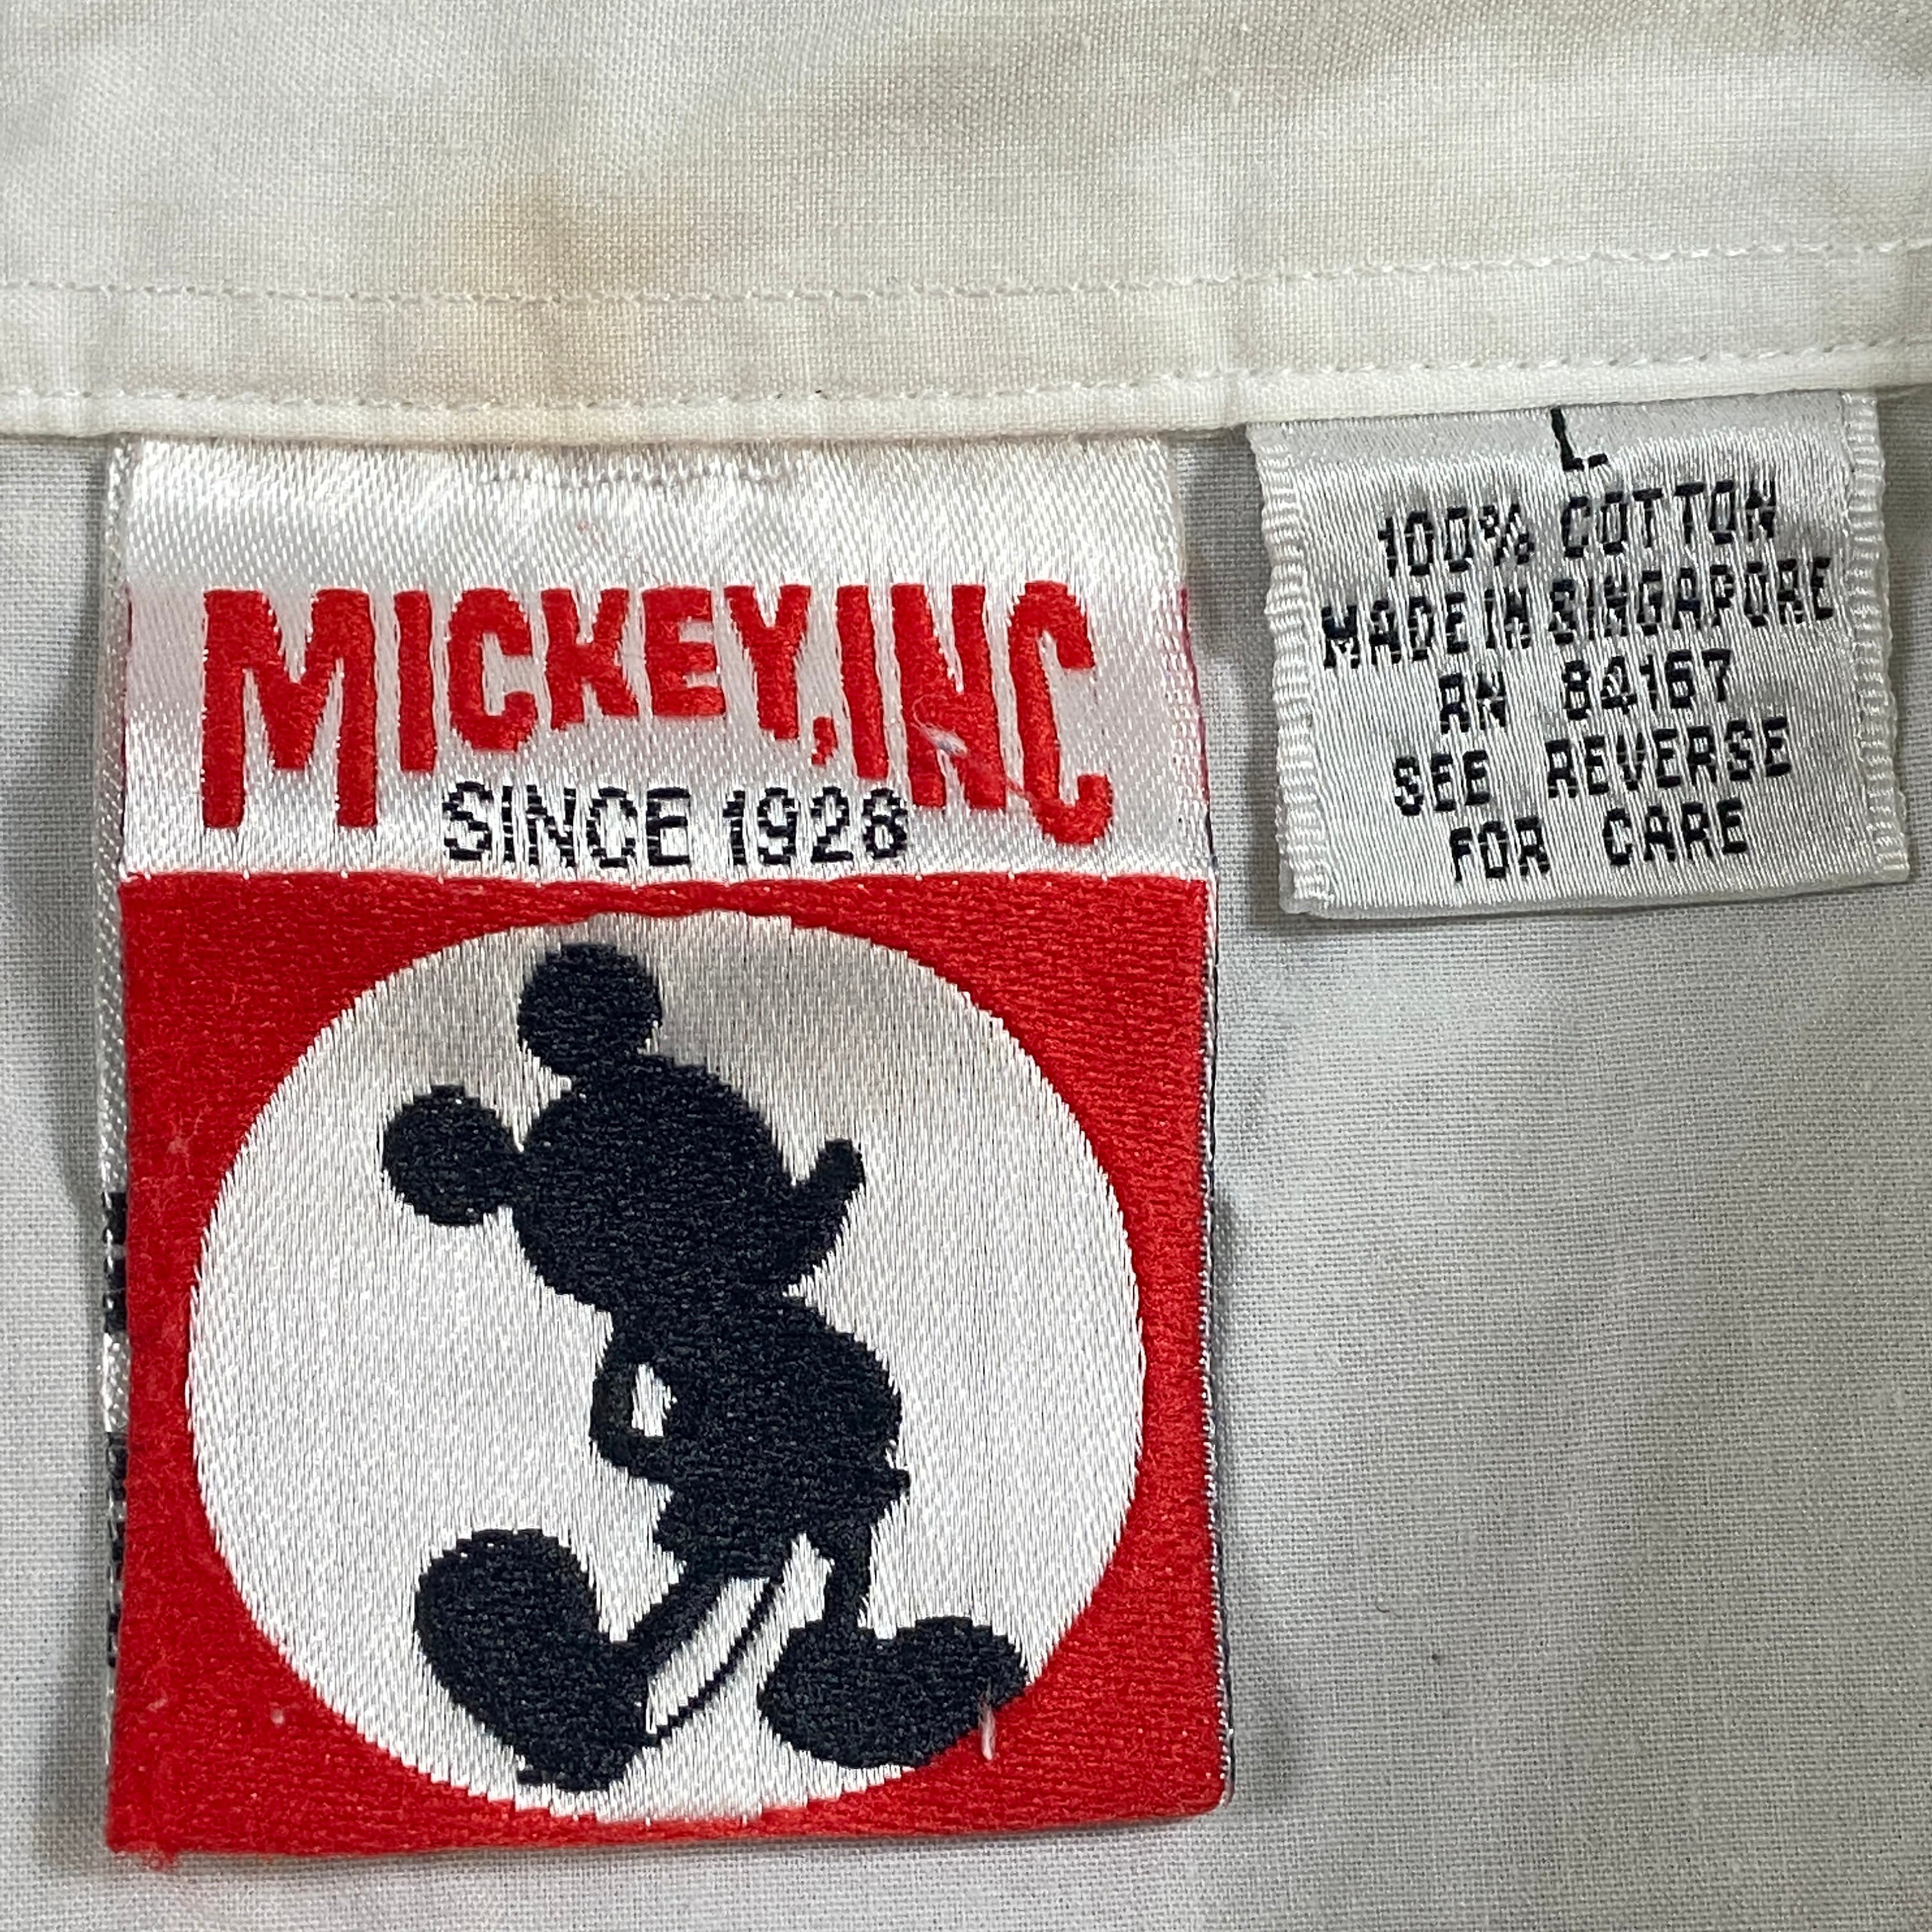 MICKEY, INC
SINCE 1928
L
100% COTTON
MADE IN SINGAPORE
RN 84167
SEE REVERSE
FOR CARE